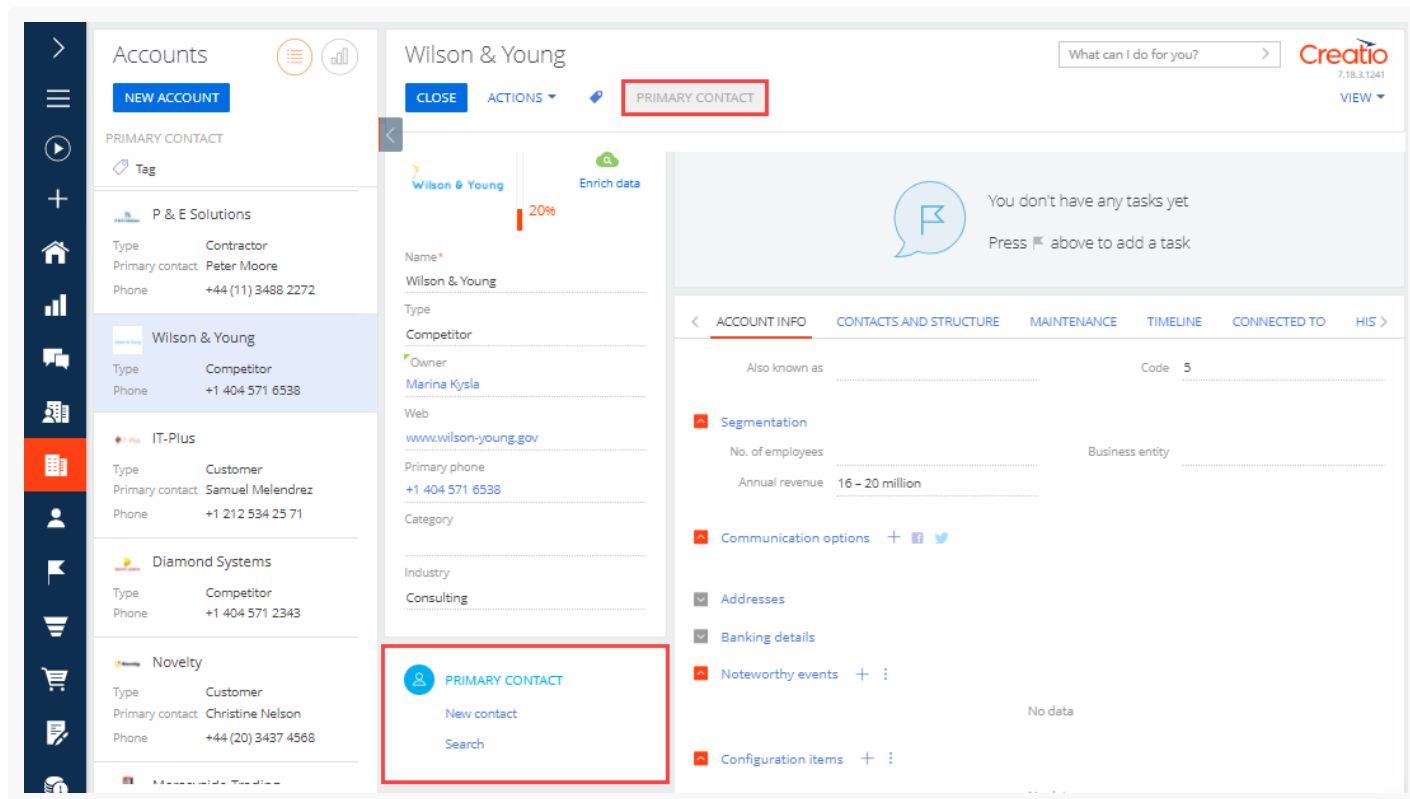 Accounts
NEW ACCOUNT
PRIMARY CONTACT
Tag
P & E Solutions
Type Contractor
Primary contact Peter Moore
Phone +44 (11) 3488 2272
Wilson & Young
Type Competitor
Phone +1 404 571 6538
IT-Plus
Type Customer
Primary contact Samuel Melendrez
Phone +1 212 534 25 71
Diamond Systems
Type Competitor
Phone +1 404 571 2343
Novelty
Type Customer
Primary contact Christine Nelson
Phone +44 (20) 3437 4568
Wilson & Young
What can I do for you?
Creatio
7.18.3.1241
CLOSE ACTIONS PRIMARY CONTACT VIEW
Wilson & Young
Enrich data
20%
Name*
Wilson & Young
Type
Competitor
Owner
Marina Kysla
Web
www.wilson-young.gov
Primary phone
+1 404 571 6538
Category
Industry
Consulting
PRIMARY CONTACT
New contact
Search
You don't have any tasks yet
Press above to add a task
ACCOUNT INFO CONTACTS AND STRUCTURE MAINTENANCE TIMELINE CONNECTED TO HIS
Also known as Code 5
Segmentation
No. of employees Business entity
Annual revenue 16 – 20 million
Communication options
Addresses
Banking details
Noteworthy events
No data
Configuration items